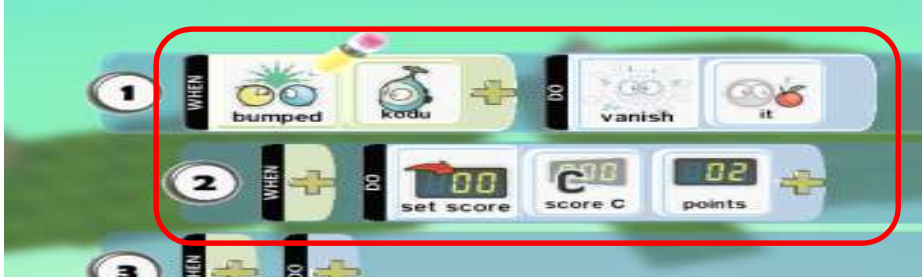 1 WHEN bumped kodu DO vanish it
2 WHEN DO set score 00 C 000 score C 02 points
3 WHEN DO